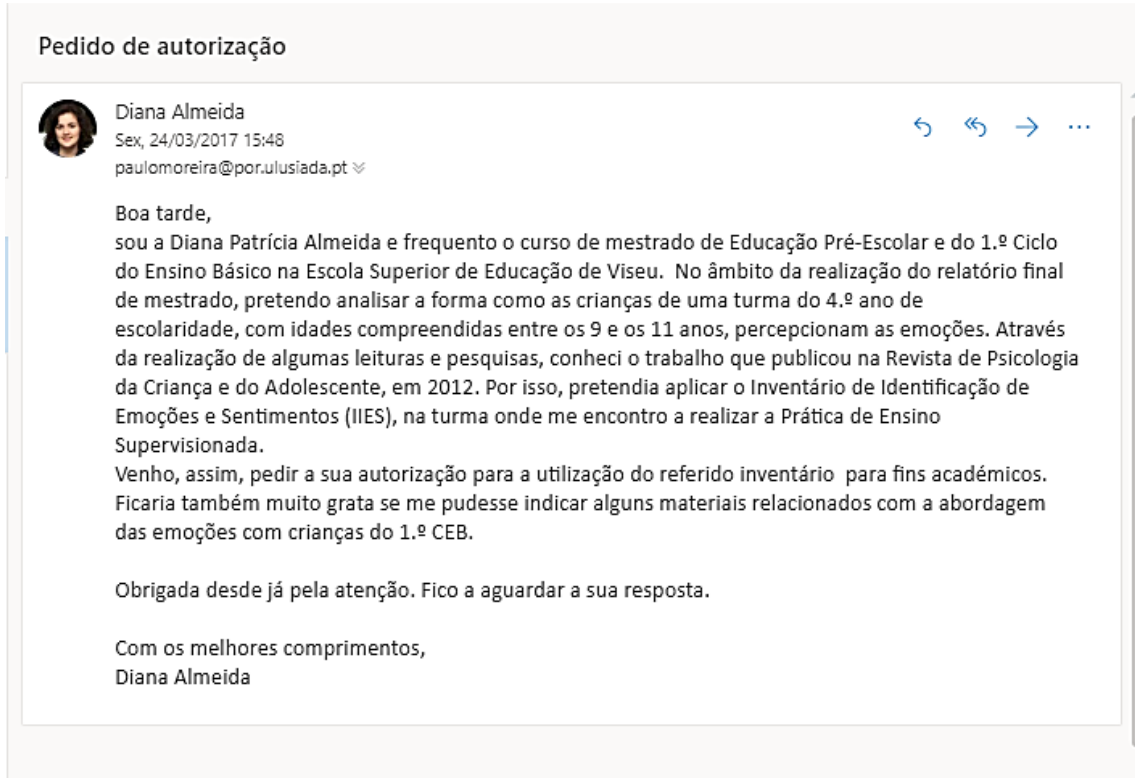 Pedido de autorização
Diana Almeida
Sex, 24/03/2017 15:48
paulomoreira@por.ulusiada.pt
Boa tarde,
sou a Diana Patrícia Almeida e frequento o curso de mestrado de Educação Pré-Escolar e do 1.º Ciclo
do Ensino Básico na Escola Superior de Educação de Viseu.  No âmbito da realização do relatório final
de mestrado, pretendo analisar a forma como as crianças de uma turma do 4.º ano de
escolaridade, com idades compreendidas entre os 9 e os 11 anos, percepcionam as emoções. Através
da realização de algumas leituras e pesquisas, conheci o trabalho que publicou na Revista de Psicologia
da Criança e do Adolescente, em 2012. Por isso, pretendia aplicar o Inventário de Identificação de
Emoções e Sentimentos (IIES), na turma onde me encontro a realizar a Prática de Ensino
Supervisionada.
Venho, assim, pedir a sua autorização para a utilização do referido inventário  para fins académicos.
Ficaria também muito grata se me pudesse indicar alguns materiais relacionados com a abordagem
das emoções com crianças do 1.º CEB.
Obrigada desde já pela atenção. Fico a aguardar a sua resposta.
Com os melhores comprimentos,
Diana Almeida